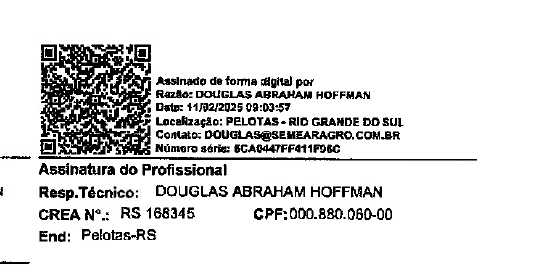 Assinado de forma digital por
Razão: DOUGLAS ABRAHAM HOFFMAN
Data: 11/02/2025 09:03:57
Localização: PELOTAS - RIO GRANDE DO SUL
Contato: DOUGLAS@SEMEARAGRO.COM.BR
Número série: 6CA0447FF411F96C
Assinatura do Profissional
Resp.Técnico: DOUGLAS ABRAHAM HOFFMAN
CREA Nº.: RS 168345 CPF:000.880.060-00
End: Pelotas-RS